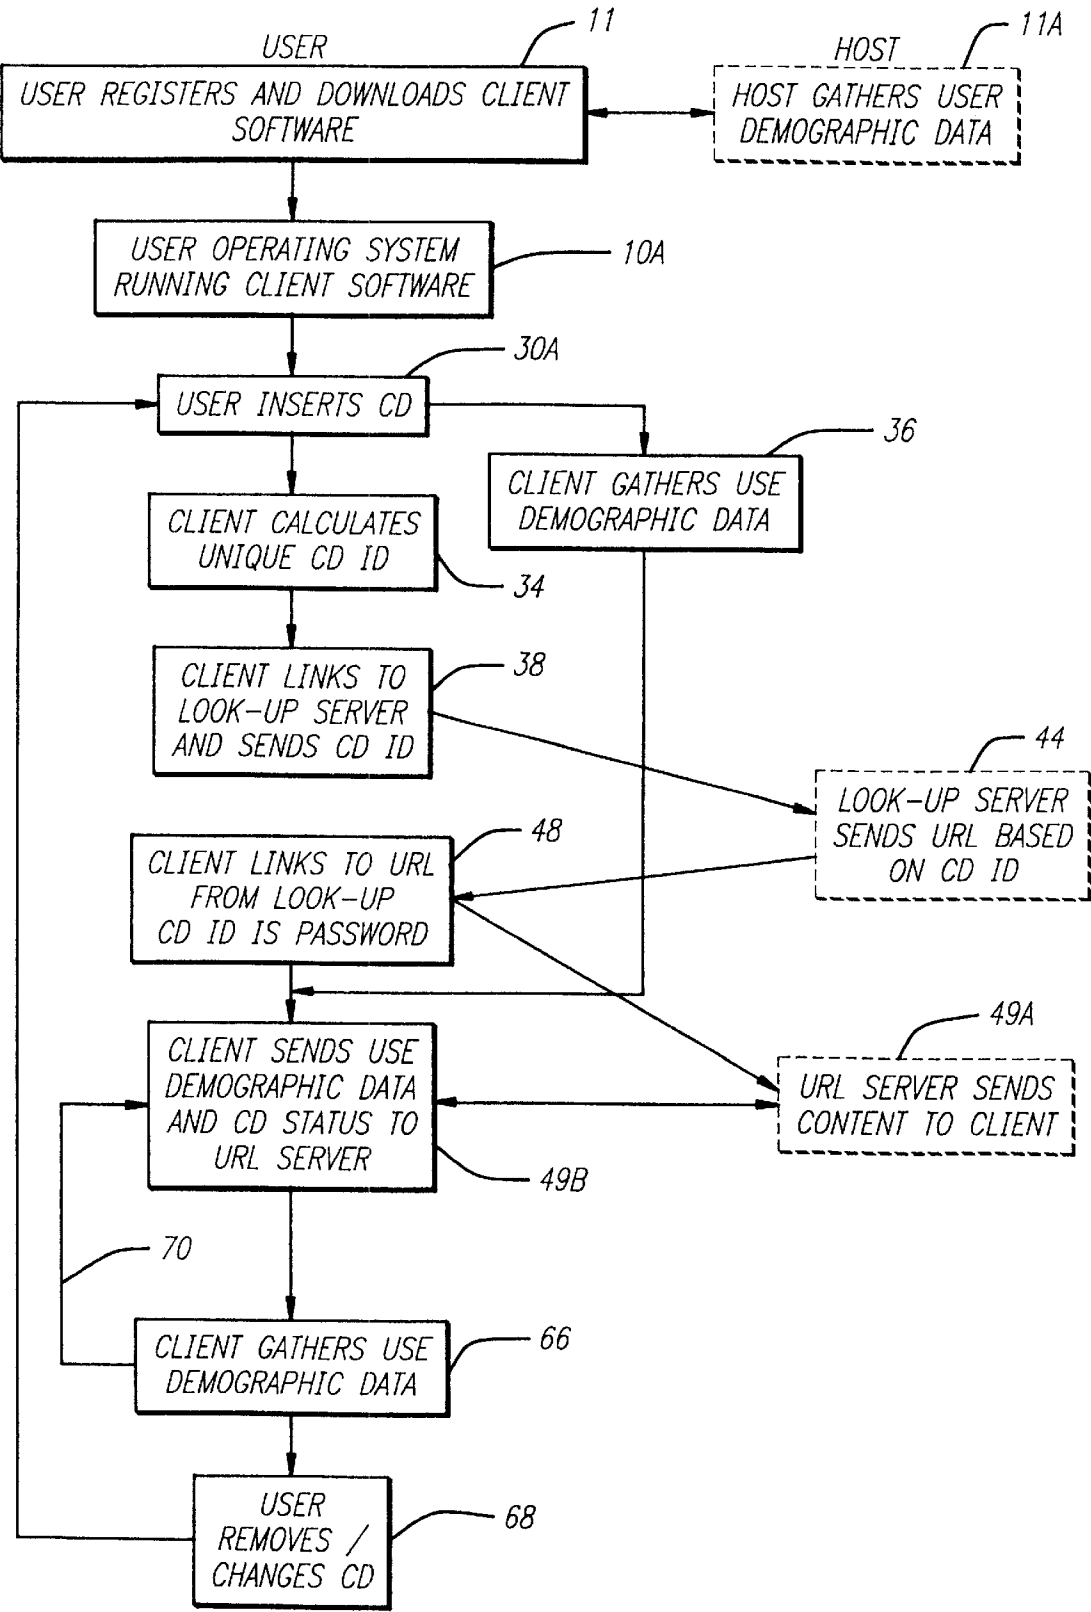 11
11A
USER
HOST
USER REGISTERS AND DOWNLOADS CLIENT
SOFTWARE
HOST GATHERS USER
DEMOGRAPHIC DATA
USER OPERATING SYSTEM
RUNNING CLIENT SOFTWARE
10A
30A
USER INSERTS CD
36
CLIENT GATHERS USE
DEMOGRAPHIC DATA
CLIENT CALCULATES
UNIQUE CD ID
34
CLIENT LINKS TO
LOOK-UP SERVER
AND SENDS CD ID
38
44
LOOK-UP SERVER
SENDS URL BASED
ON CD ID
48
CLIENT LINKS TO URL
FROM LOOK-UP
CD ID IS PASSWORD
49A
CLIENT SENDS USE
DEMOGRAPHIC DATA
AND CD STATUS TO
URL SERVER
URL SERVER SENDS
CONTENT TO CLIENT
49B
70
CLIENT GATHERS USE
DEMOGRAPHIC DATA
66
USER
REMOVES /
CHANGES CD
68